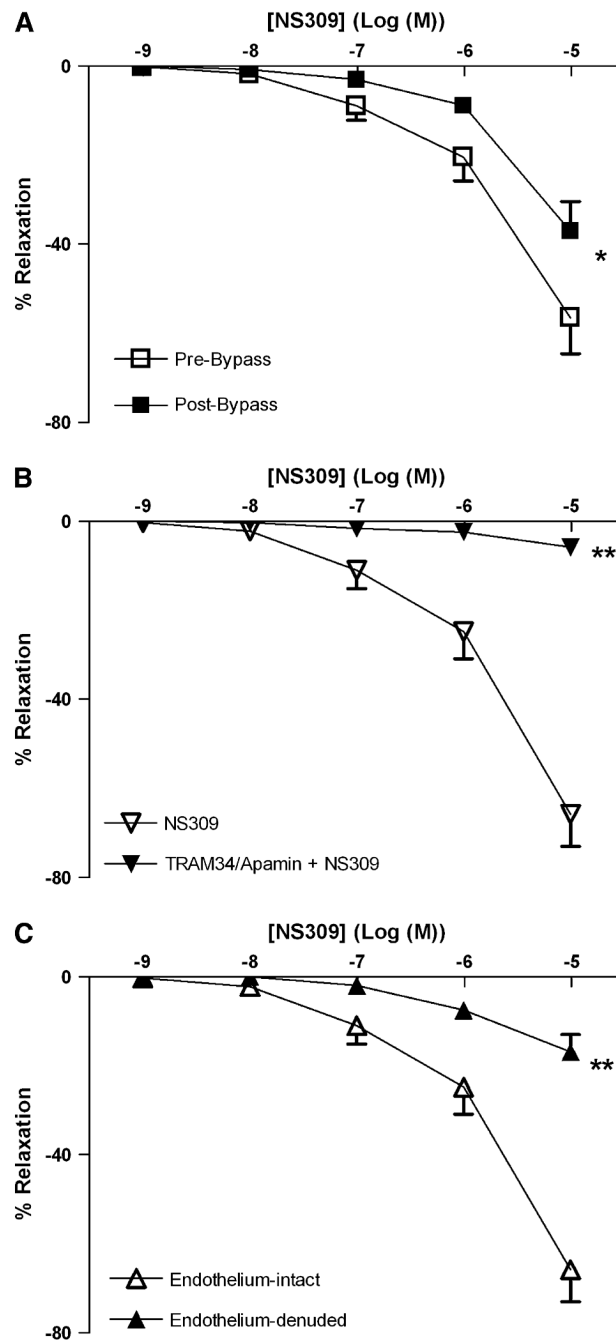 A
[NS309] (Log (M))
-9 -8 -7 -6 -5
0
-40
-80
% Relaxation
*
Pre-Bypass
Post-Bypass
B
[NS309] (Log (M))
-9 -8 -7 -6 -5
0
-40
-80
% Relaxation
**
NS309
TRAM34/Apamin + NS309
C
[NS309] (Log (M))
-9 -8 -7 -6 -5
0
-40
-80
% Relaxation
**
Endothelium-intact
Endothelium-denuded